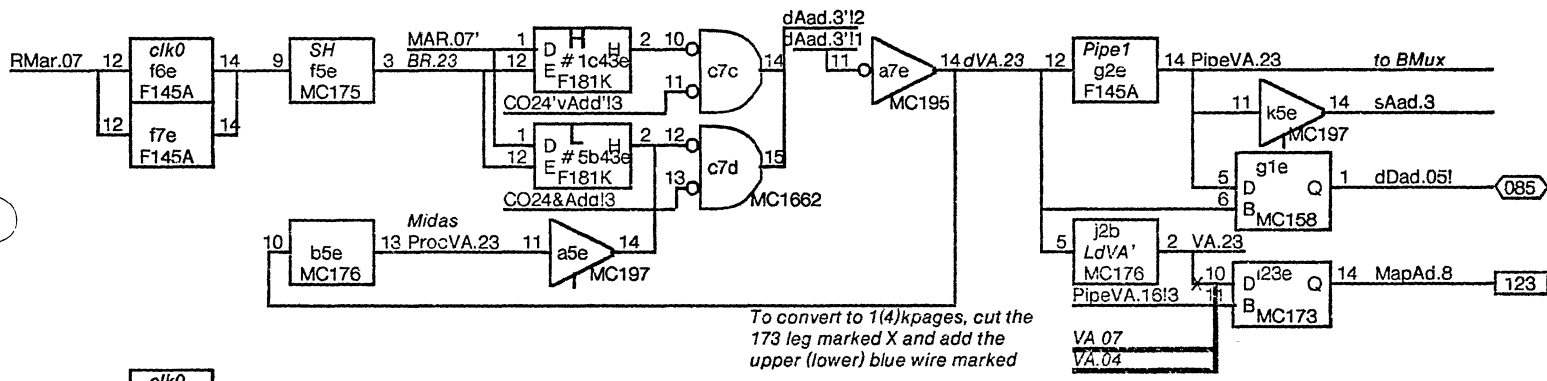 RMar.07
12
clk0
f6e
F145A
14
12
f7e
F145A
14
9
SH
f5e
MC175
3
MAR.07'
BR.23
1
12
D
E
H
H
#1c43e
F181K
2
10
11
CO24'vAdd'!3
c7c
14
1
12
D
E
L
H
#5b43e
F181K
2
12
13
CO24&Add!3
c7d
15
MC1662
10
b5e
MC176
13
Midas
ProcVA.23
11
a5e
14
MC197
dAad.3'!2
dAad.3'!1
11
a7e
MC195
14
dVA.23
12
Pipe1
g2e
F145A
14
PipeVA.23
to BMux
11
k5e
14
sAad.3
MC197
5
6
D
B
g1e
Q
MC158
1
dDad.05!
085
5
j2b
LdVA'
MC176
2
VA.23
X
10
11
PipeVA.16!3
D
B
i23e
Q
MC173
14
MapAd.8
123
VA 07
VA.04
To convert to 1(4)kpages, cut the
173 leg marked X and add the
upper (lower) blue wire marked
clk0